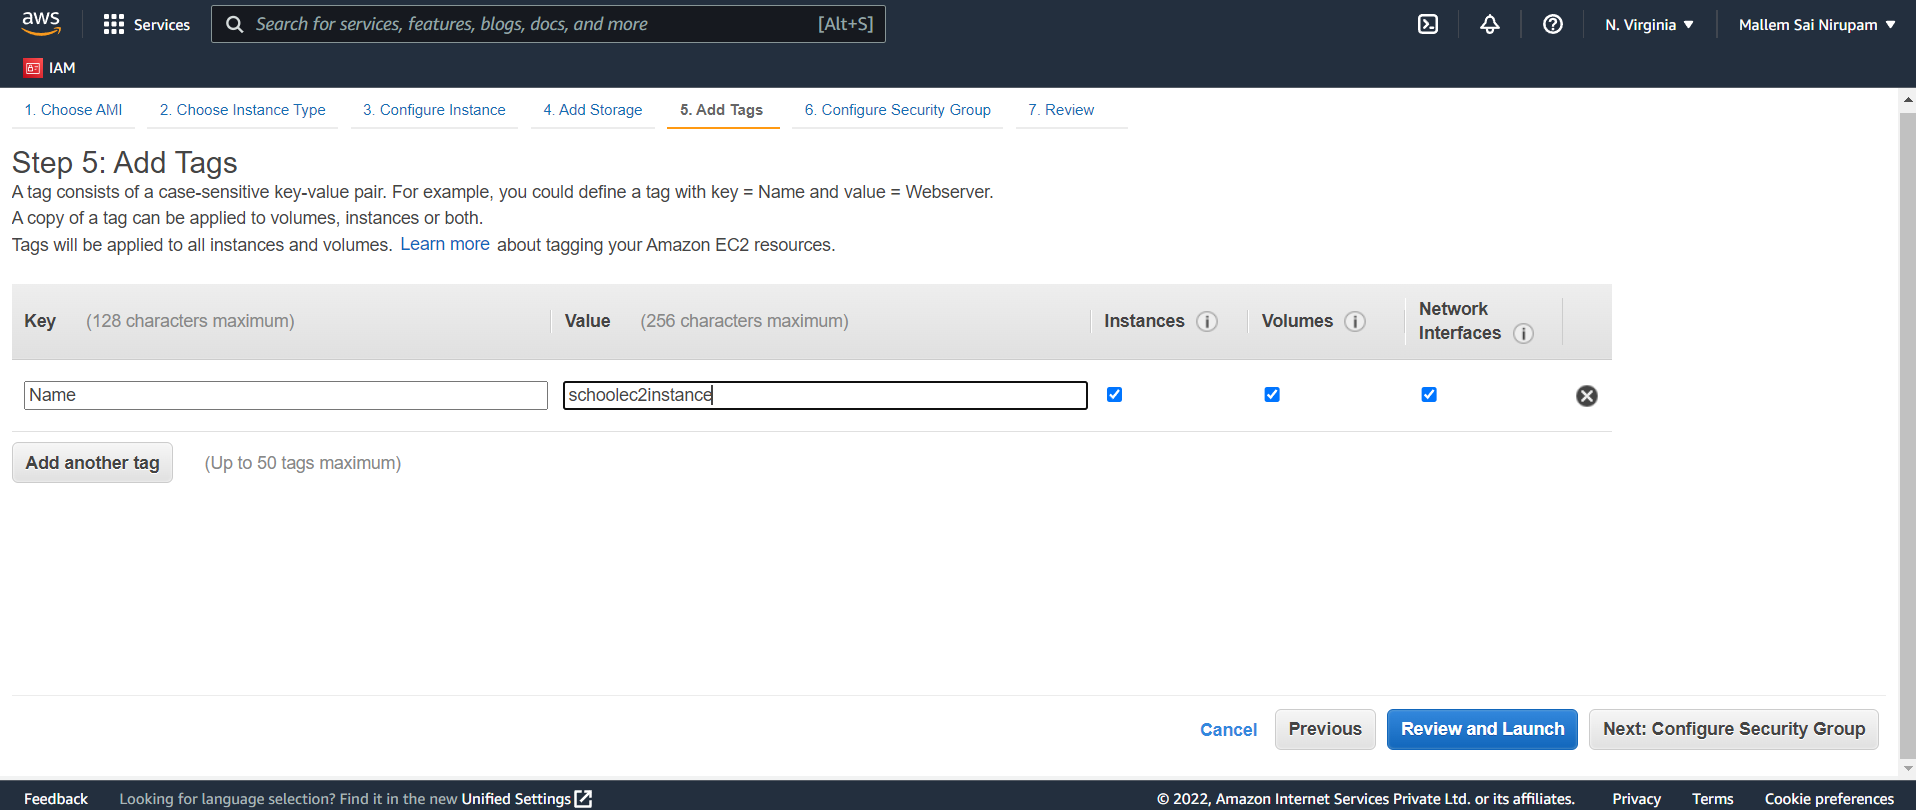 aws
Services
Search for services, features, blogs, docs, and more
[Alt+S]
N. Virginia
Mallem Sai Nirupam
IAM
1. Choose AMI
2. Choose Instance Type
3. Configure Instance
4. Add Storage
5. Add Tags
6. Configure Security Group
7. Review
Step 5: Add Tags
A tag consists of a case-sensitive key-value pair. For example, you could define a tag with key = Name and value = Webserver.
A copy of a tag can be applied to volumes, instances or both.
Tags will be applied to all instances and volumes. Learn more about tagging your Amazon EC2 resources.
Key (128 characters maximum)
Value (256 characters maximum)
Instances
Volumes
Network
Interfaces
Name
schoolec2instance
Add another tag
(Up to 50 tags maximum)
Cancel
Previous
Review and Launch
Next: Configure Security Group
Feedback
Looking for language selection? Find it in the new Unified Settings
© 2022, Amazon Internet Services Private Ltd. or its affiliates.
Privacy
Terms
Cookie preferences